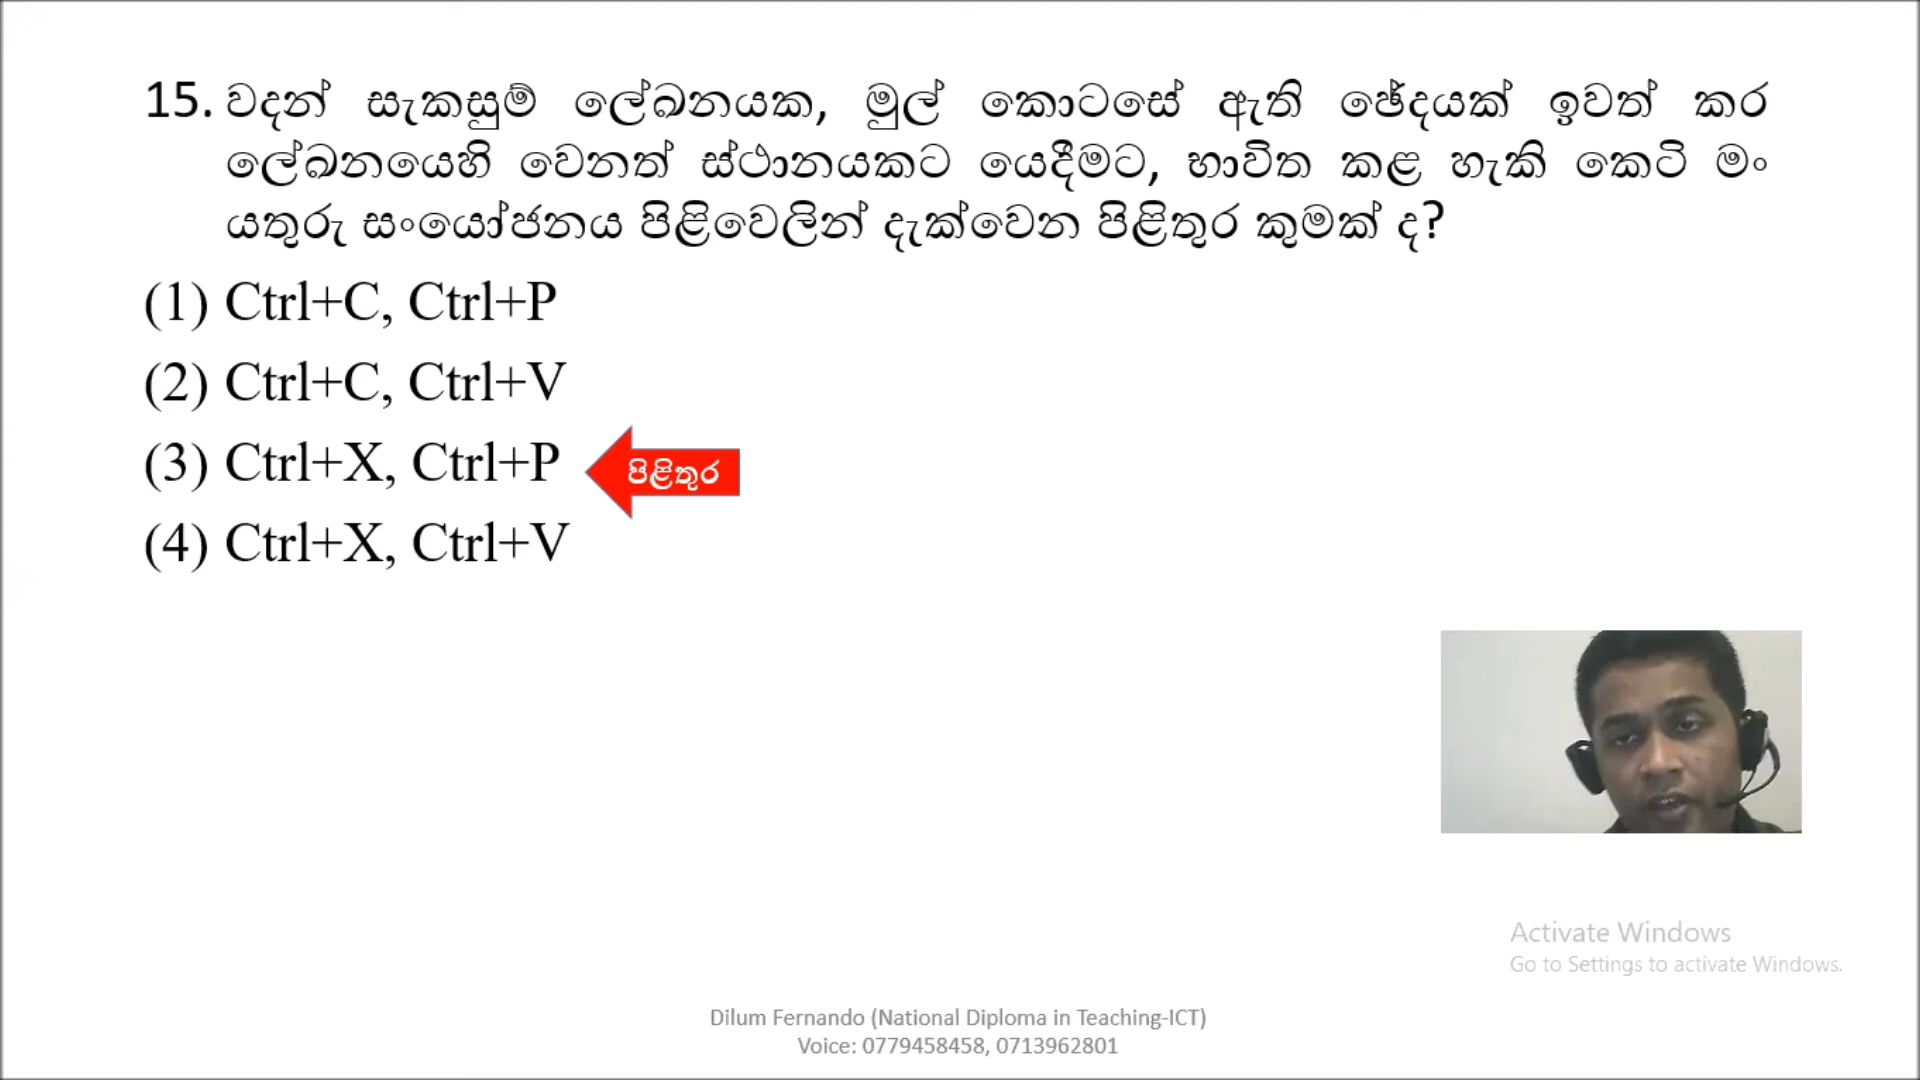 15. වදන් සැකසුම් ලේඛනයක, මුල් කොටසේ ඇති ඡේදයක් ඉවත් කර
ලේඛනයෙහි වෙනත් ස්ථානයකට යෙදීමට, භාවිත කළ හැකි කෙටි මං
යතුරු සංයෝජනය පිළිවෙලින් දැක්වෙන පිළිතුර කුමක් ද?
(1) Ctrl+C, Ctrl+P
(2) Ctrl+C, Ctrl+V
(3) Ctrl+X, Ctrl+P
පිළිතුර
(4) Ctrl+X, Ctrl+V
Activate Windows
Go to Settings to activate Windows.
Dilum Fernando (National Diploma in Teaching-ICT)
Voice: 0779458458, 0713962801